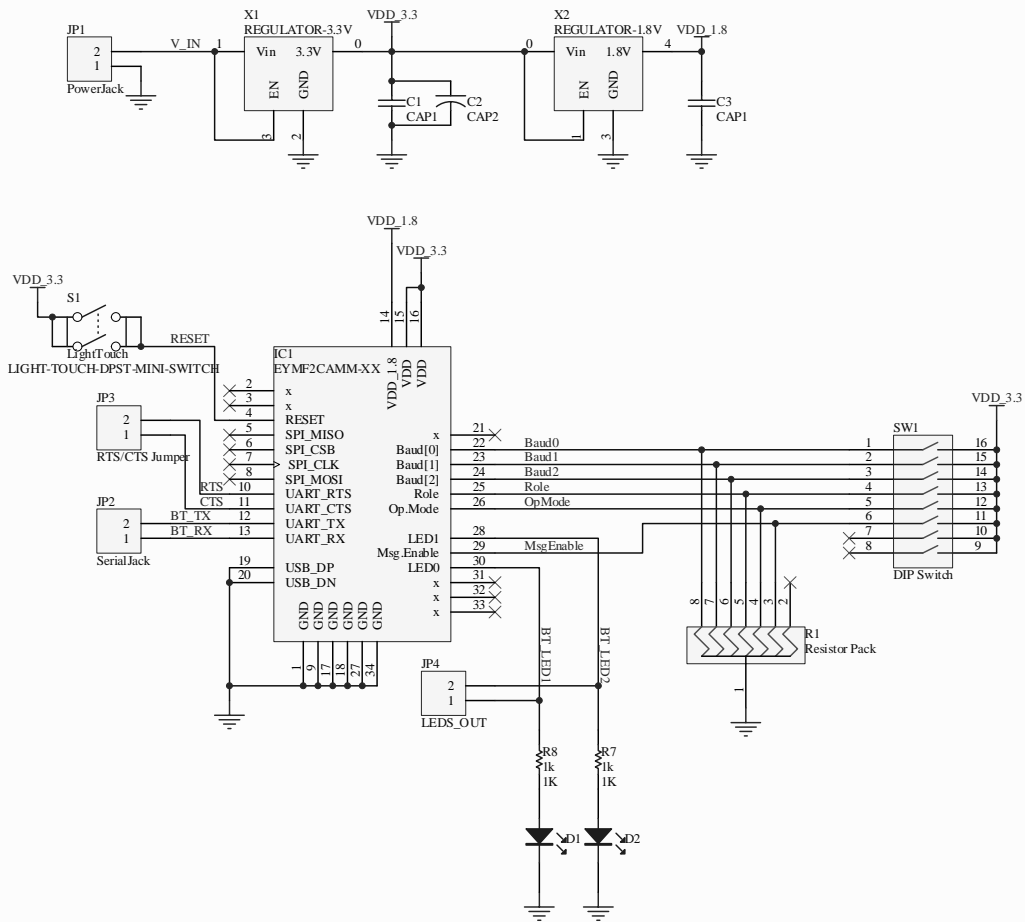 JP1
2
1
PowerJack
V_IN
X1
REGULATOR-3.3V
1
Vin
3.3V
EN
GND
0
3
2
VDD_3.3
C1
CAP1
C2
CAP2
X2
REGULATOR-1.8V
0
Vin
1.8V
EN
GND
4
1
3
VDD_1.8
C3
CAP1
VDD_1.8
VDD_3.3
14
15
16
VDD_3.3
S1
LightTouch
LIGHT-TOUCH-DPST-MINI-SWITCH
RESET
IC1
EYMF2CAMM-XX
VDD_1.8
VDD
VDD
2 x
3 x
4 RESET
5 SPI_MISO
6 SPI_CSB
7 SPI_CLK
8 SPI_MOSI
RTS 10 UART_RTS
CTS 11 UART_CTS
BT_TX 12 UART_TX
BT_RX 13 UART_RX
19 USB_DP
20 USB_DN
JP3
2
1
RTS/CTS Jumper
JP2
2
1
SerialJack
GND GND GND GND GND GND
1 9 17 18 27 34
x 21
Baud[0] 22 Baud0
Baud[1] 23 Baud1
Baud[2] 24 Baud2
Role 25 Role
Op.Mode 26 OpMode
LED1 28
Msg.Enable 29 MsgEnable
LED0 30
x 31
x 32
x 33
VDD_3.3
SW1
1 16
2 15
3 14
4 13
5 12
6 11
7 10
8 9
DIP Switch
8 7 6 5 4 3 2
R1
Resistor Pack
1
BT_LED1
BT_LED2
JP4
2
1
LEDS_OUT
R8
1k
1K
R7
1k
1K
D1
D2